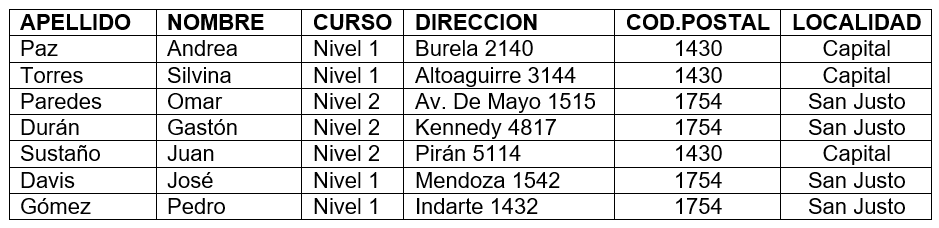 APELLIDO NOMBRE CURSO DIRECCION COD.POSTAL LOCALIDAD
Paz Andrea Nivel 1 Burela 2140 1430 Capital
Torres Silvina Nivel 1 Altoaguirre 3144 1430 Capital
Paredes Omar Nivel 2 Av. De Mayo 1515 1754 San Justo
Durán Gastón Nivel 2 Kennedy 4817 1754 San Justo
Sustaño Juan Nivel 2 Pirán 5114 1430 Capital
Davis José Nivel 1 Mendoza 1542 1754 San Justo
Gómez Pedro Nivel 1 Indarte 1432 1754 San Justo